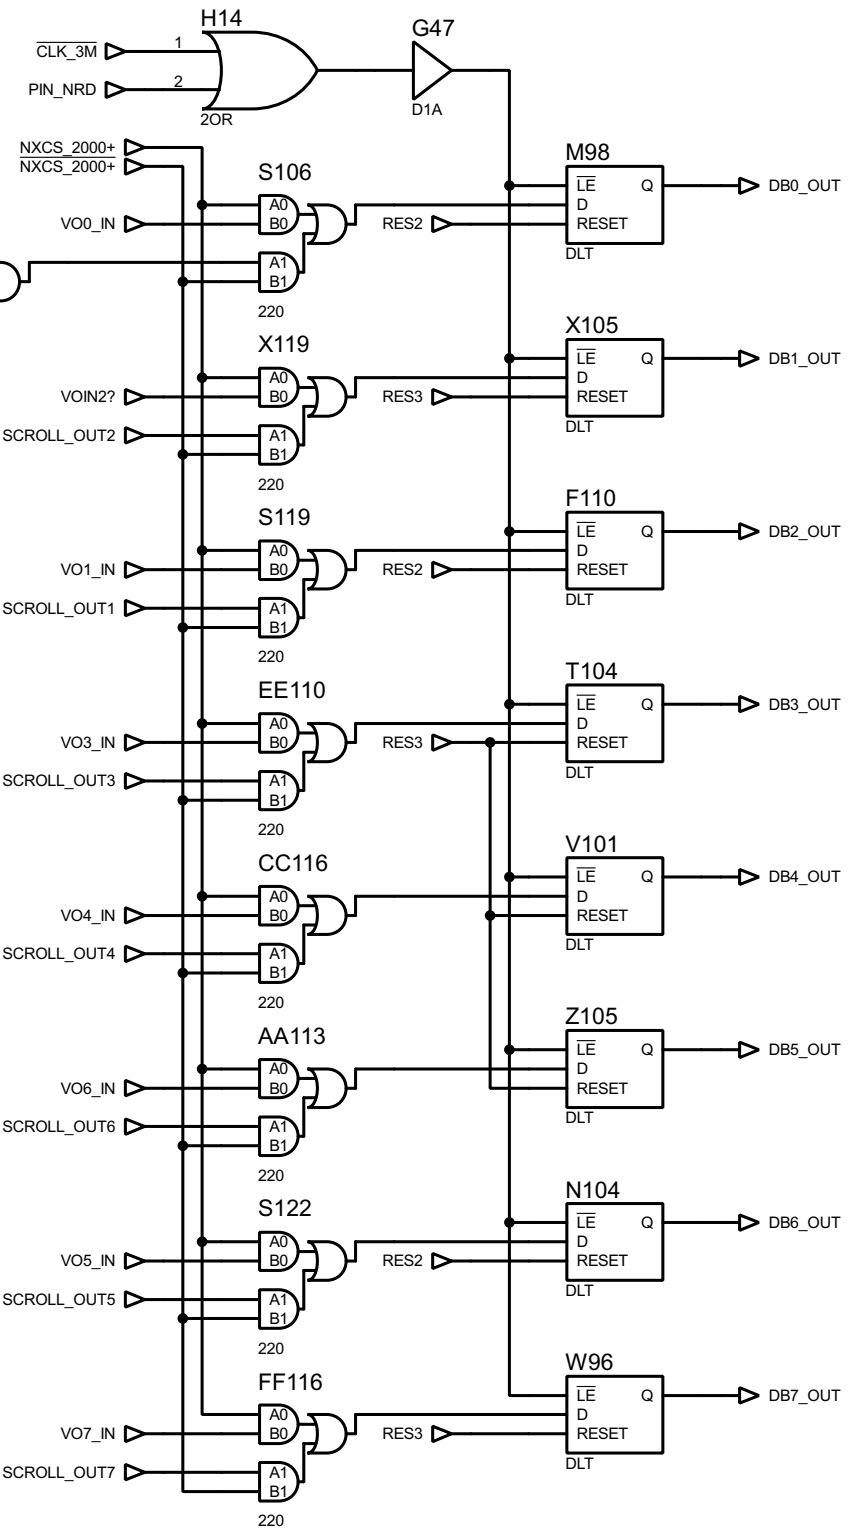 H14
G47
CLK_3M
1
PIN_NRD
2
2OR
D1A
NXCS_2000+
NXCS_2000+
S106
M98
A0
B0
VO0_IN
A1
B1
220
RES2
LE
Q
D
RESET
DLT
DB0_OUT
X119
X105
A0
B0
VOIN2?
SCROLL_OUT2
A1
B1
220
RES3
LE
Q
D
RESET
DLT
DB1_OUT
S119
F110
A0
B0
VO1_IN
SCROLL_OUT1
A1
B1
220
RES2
LE
Q
D
RESET
DLT
DB2_OUT
EE110
T104
A0
B0
VO3_IN
SCROLL_OUT3
A1
B1
220
RES3
LE
Q
D
RESET
DLT
DB3_OUT
CC116
V101
A0
B0
VO4_IN
SCROLL_OUT4
A1
B1
220
LE
Q
D
RESET
DLT
DB4_OUT
AA113
Z105
A0
B0
VO6_IN
SCROLL_OUT6
A1
B1
220
LE
Q
D
RESET
DLT
DB5_OUT
S122
N104
A0
B0
VO5_IN
SCROLL_OUT5
A1
B1
220
RES2
LE
Q
D
RESET
DLT
DB6_OUT
FF116
W96
A0
B0
VO7_IN
SCROLL_OUT7
A1
B1
220
RES3
LE
Q
D
RESET
DLT
DB7_OUT